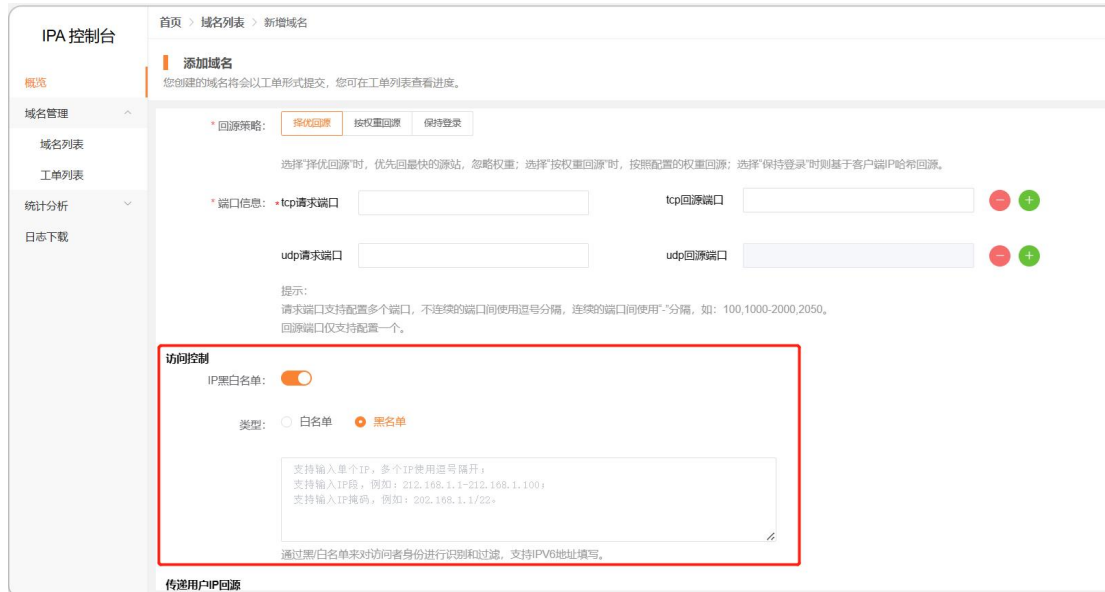 IPA 控制台
首页 > 域名列表 > 新增域名
添加域名
您创建的域名将会以工单形式提交，您可在工单列表查看进度。
概览
域名管理
域名列表
工单列表
统计分析
日志下载
* 回源策略： 择优回源 按权重回源 保持登录
选择"择优回源"时，优先回最快的源站，忽略权重；选择"按权重回源"时，按照配置的权重回源；选择"保持登录"时则基于客户端IP哈希回源。
* 端口信息： * tcp请求端口 tcp回源端口
udp请求端口 udp回源端口
提示：
请求端口支持配置多个端口，不连续的端口间使用逗号分隔，连续的端口间使用"-"分隔，如：100,1000-2000,2050。
回源端口仅支持配置一个。
访问控制
IP黑白名单：
类型： 白名单 黑名单
支持输入单个IP，多个IP使用逗号隔开；
支持输入IP段，例如：212.168.1.1-212.168.1.100；
支持输入IP掩码，例如：202.168.1.1/22。
通过黑/白名单来对访问者身份进行识别和过滤，支持IPV6地址填写。
传递用户IP回源